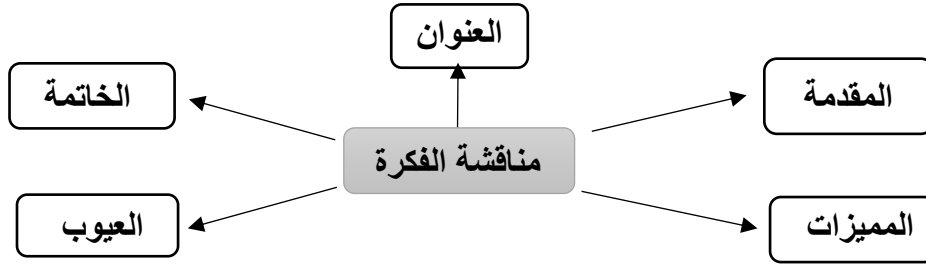 العنوان
المقدمة
الخاتمة
مناقشة الفكرة
المميزات
العيوب